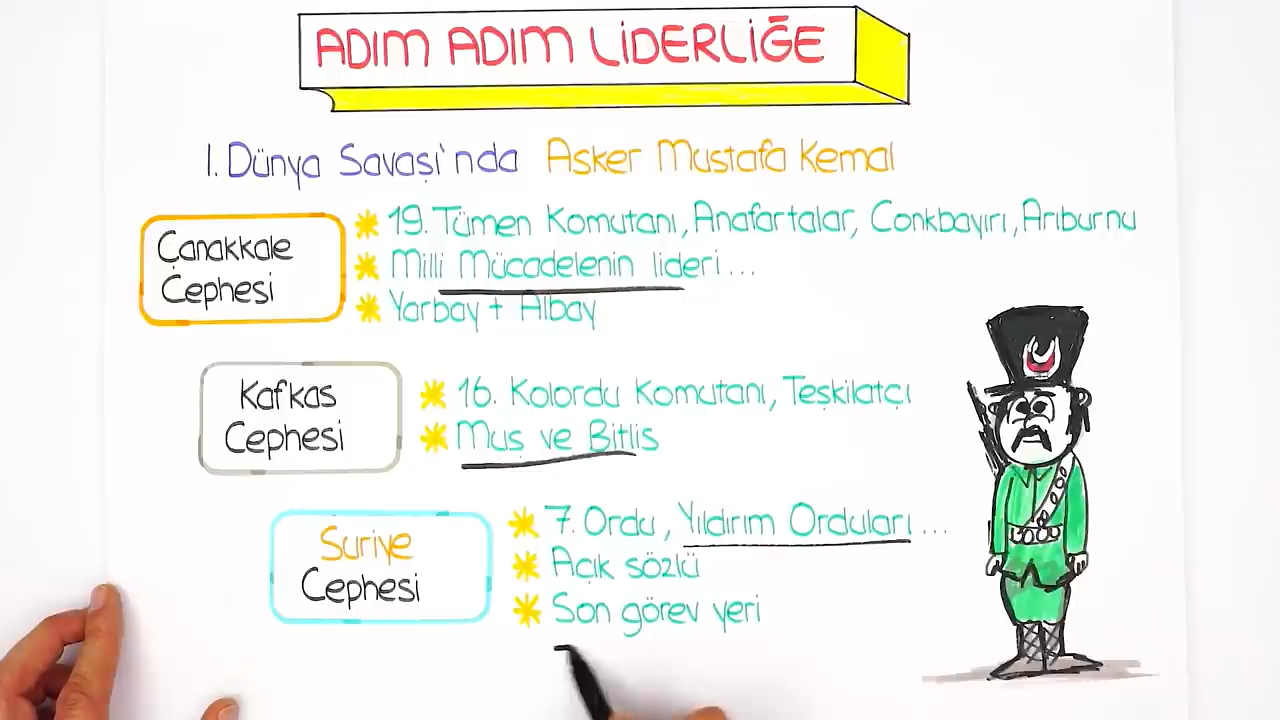 ADIM ADIM LİDERLİĞE
I. Dünya Savaşı'nda Asker Mustafa Kemal
Çanakkale
Cephesi
19. Tümen Komutanı, Anafartalar, Conkbayırı, Arıburnu
Milli Mücadelenin lideri...
Yarbay + Albay
Kafkas
Cephesi
16. Kolordu Komutanı, Teşkilatçı
Muş ve Bitlis
Suriye
Cephesi
7. Ordu, Yıldırım Orduları...
Açık sözlü
Son görev yeri